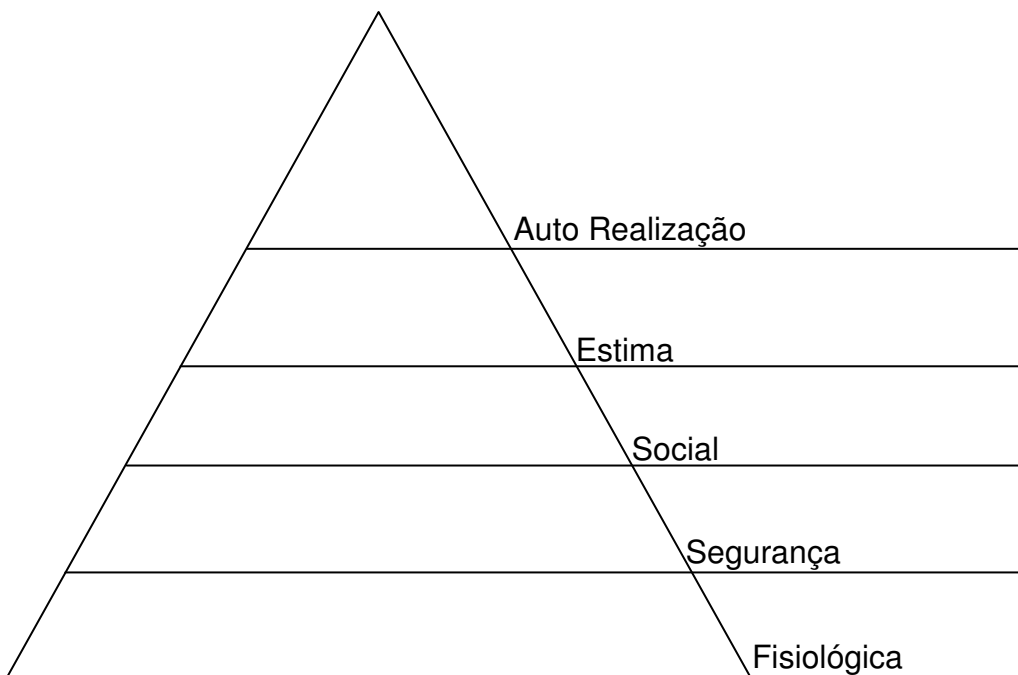 Auto Realização
Estima
Social
Segurança
Fisiológica